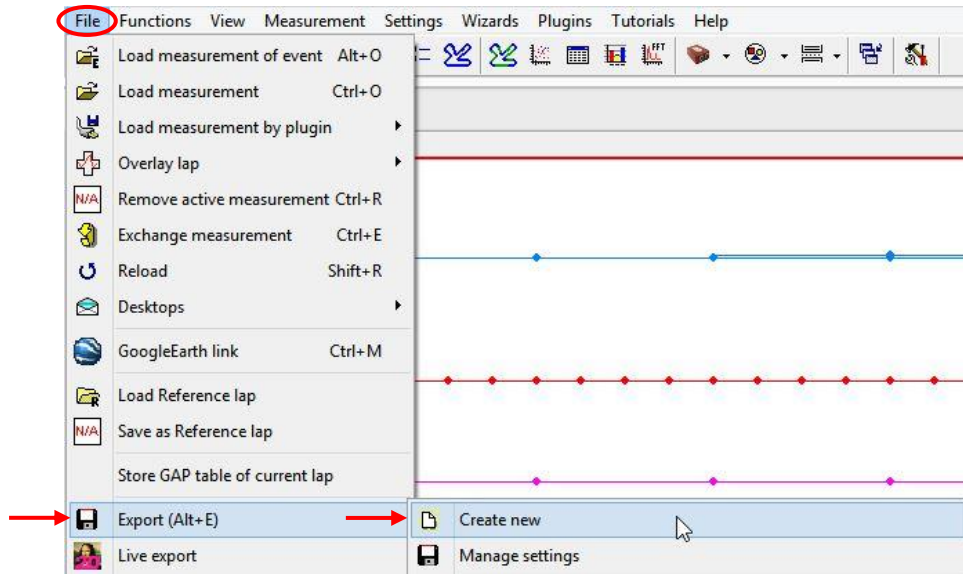 File Functions View Measurement Settings Wizards Plugins Tutorials Help
E Load measurement of event Alt+O
FFT
Load measurement Ctrl+O
Load measurement by plugin
Overlay lap
N/A Remove active measurement Ctrl+R
Exchange measurement Ctrl+E
Reload Shift+R
Desktops
GoogleEarth link Ctrl+M
R Load Reference lap
N/A Save as Reference lap
Store GAP table of current lap
Export (Alt+E) Create new
Live export Manage settings